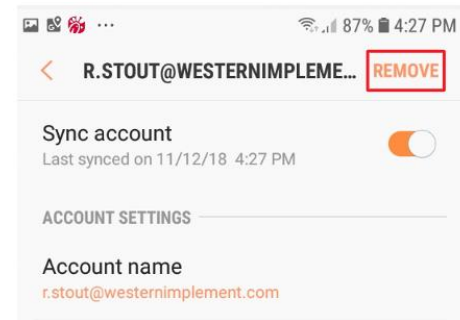 87% 4:27 PM
< R.STOUT@WESTERNIMPLEME... REMOVE
Sync account
Last synced on 11/12/18 4:27 PM
ACCOUNT SETTINGS
Account name
r.stout@westernimplement.com